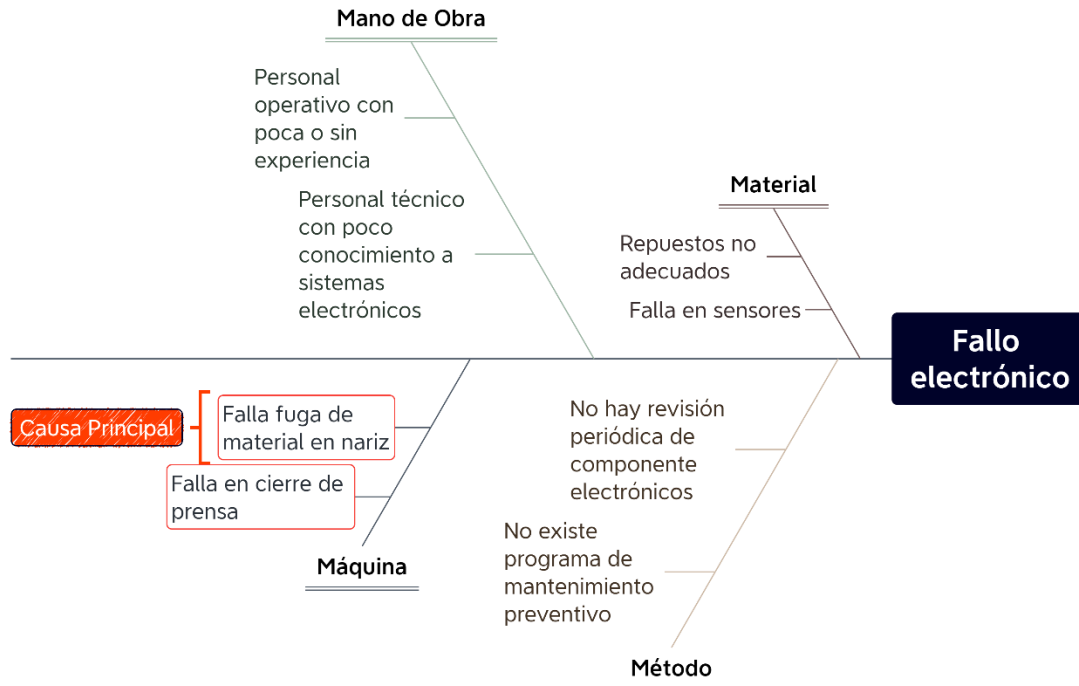 Mano de Obra
Personal
operativo con
poca o sin
experiencia
Personal técnico
con poco
conocimiento a
sistemas
electrónicos
Material
Repuestos no
adecuados
Falla en sensores
Fallo
electrónico
Causa Principal
Falla fuga de
material en nariz
Falla en cierre de
prensa
Máquina
No hay revisión
periódica de
componente
electrónicos
No existe
programa de
mantenimiento
preventivo
Método